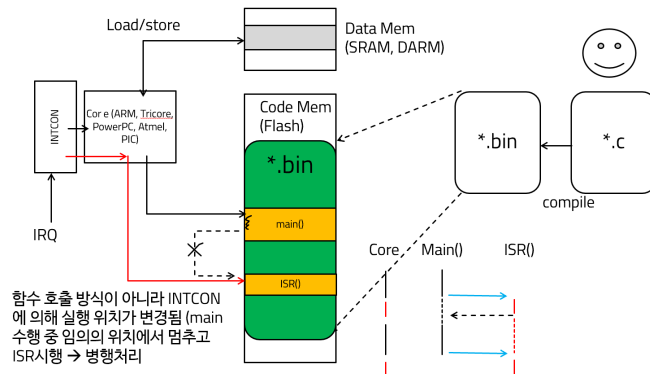 Load/store
Data Mem
(SRAM, DARM)
INTCON
Cor e (ARM, Tricore,
PowerPC, Atmel,
PIC)
Code Mem
(Flash)
*.bin
main()
ISR()
IRQ
*.bin
*.c
compile
Core
Main()
ISR()
함수 호출 방식이 아니라 INTCON
에 의해 실행 위치가 변경됨 (main
수행 중 임의의 위치에서 멈추고
ISR시행 → 병행처리